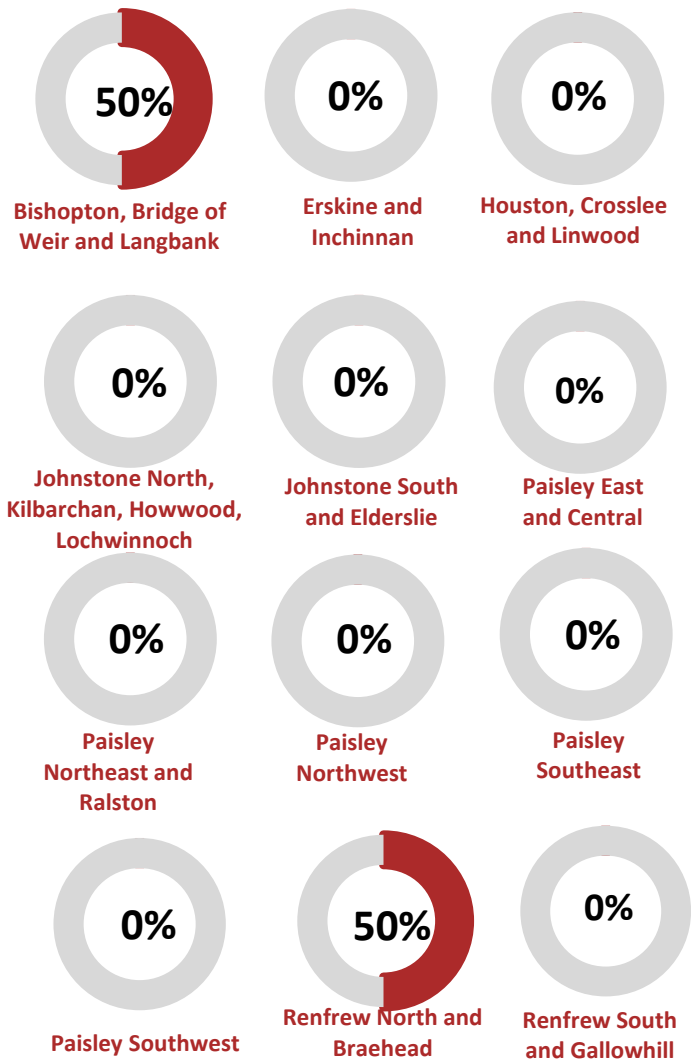 50%
0%
0%
Bishopton, Bridge of
Weir and Langbank
Erskine and
Inchinnan
Houston, Crosslee
and Linwood
0%
0%
0%
Johnstone North,
Kilbarchan, Howwood,
Lochwinnoch
Johnstone South
and Elderslie
Paisley East
and Central
0%
0%
0%
Paisley
Northeast and
Ralston
Paisley
Northwest
Paisley
Southeast
0%
50%
0%
Paisley Southwest
Renfrew North and
Braehead
Renfrew South
and Gallowhill